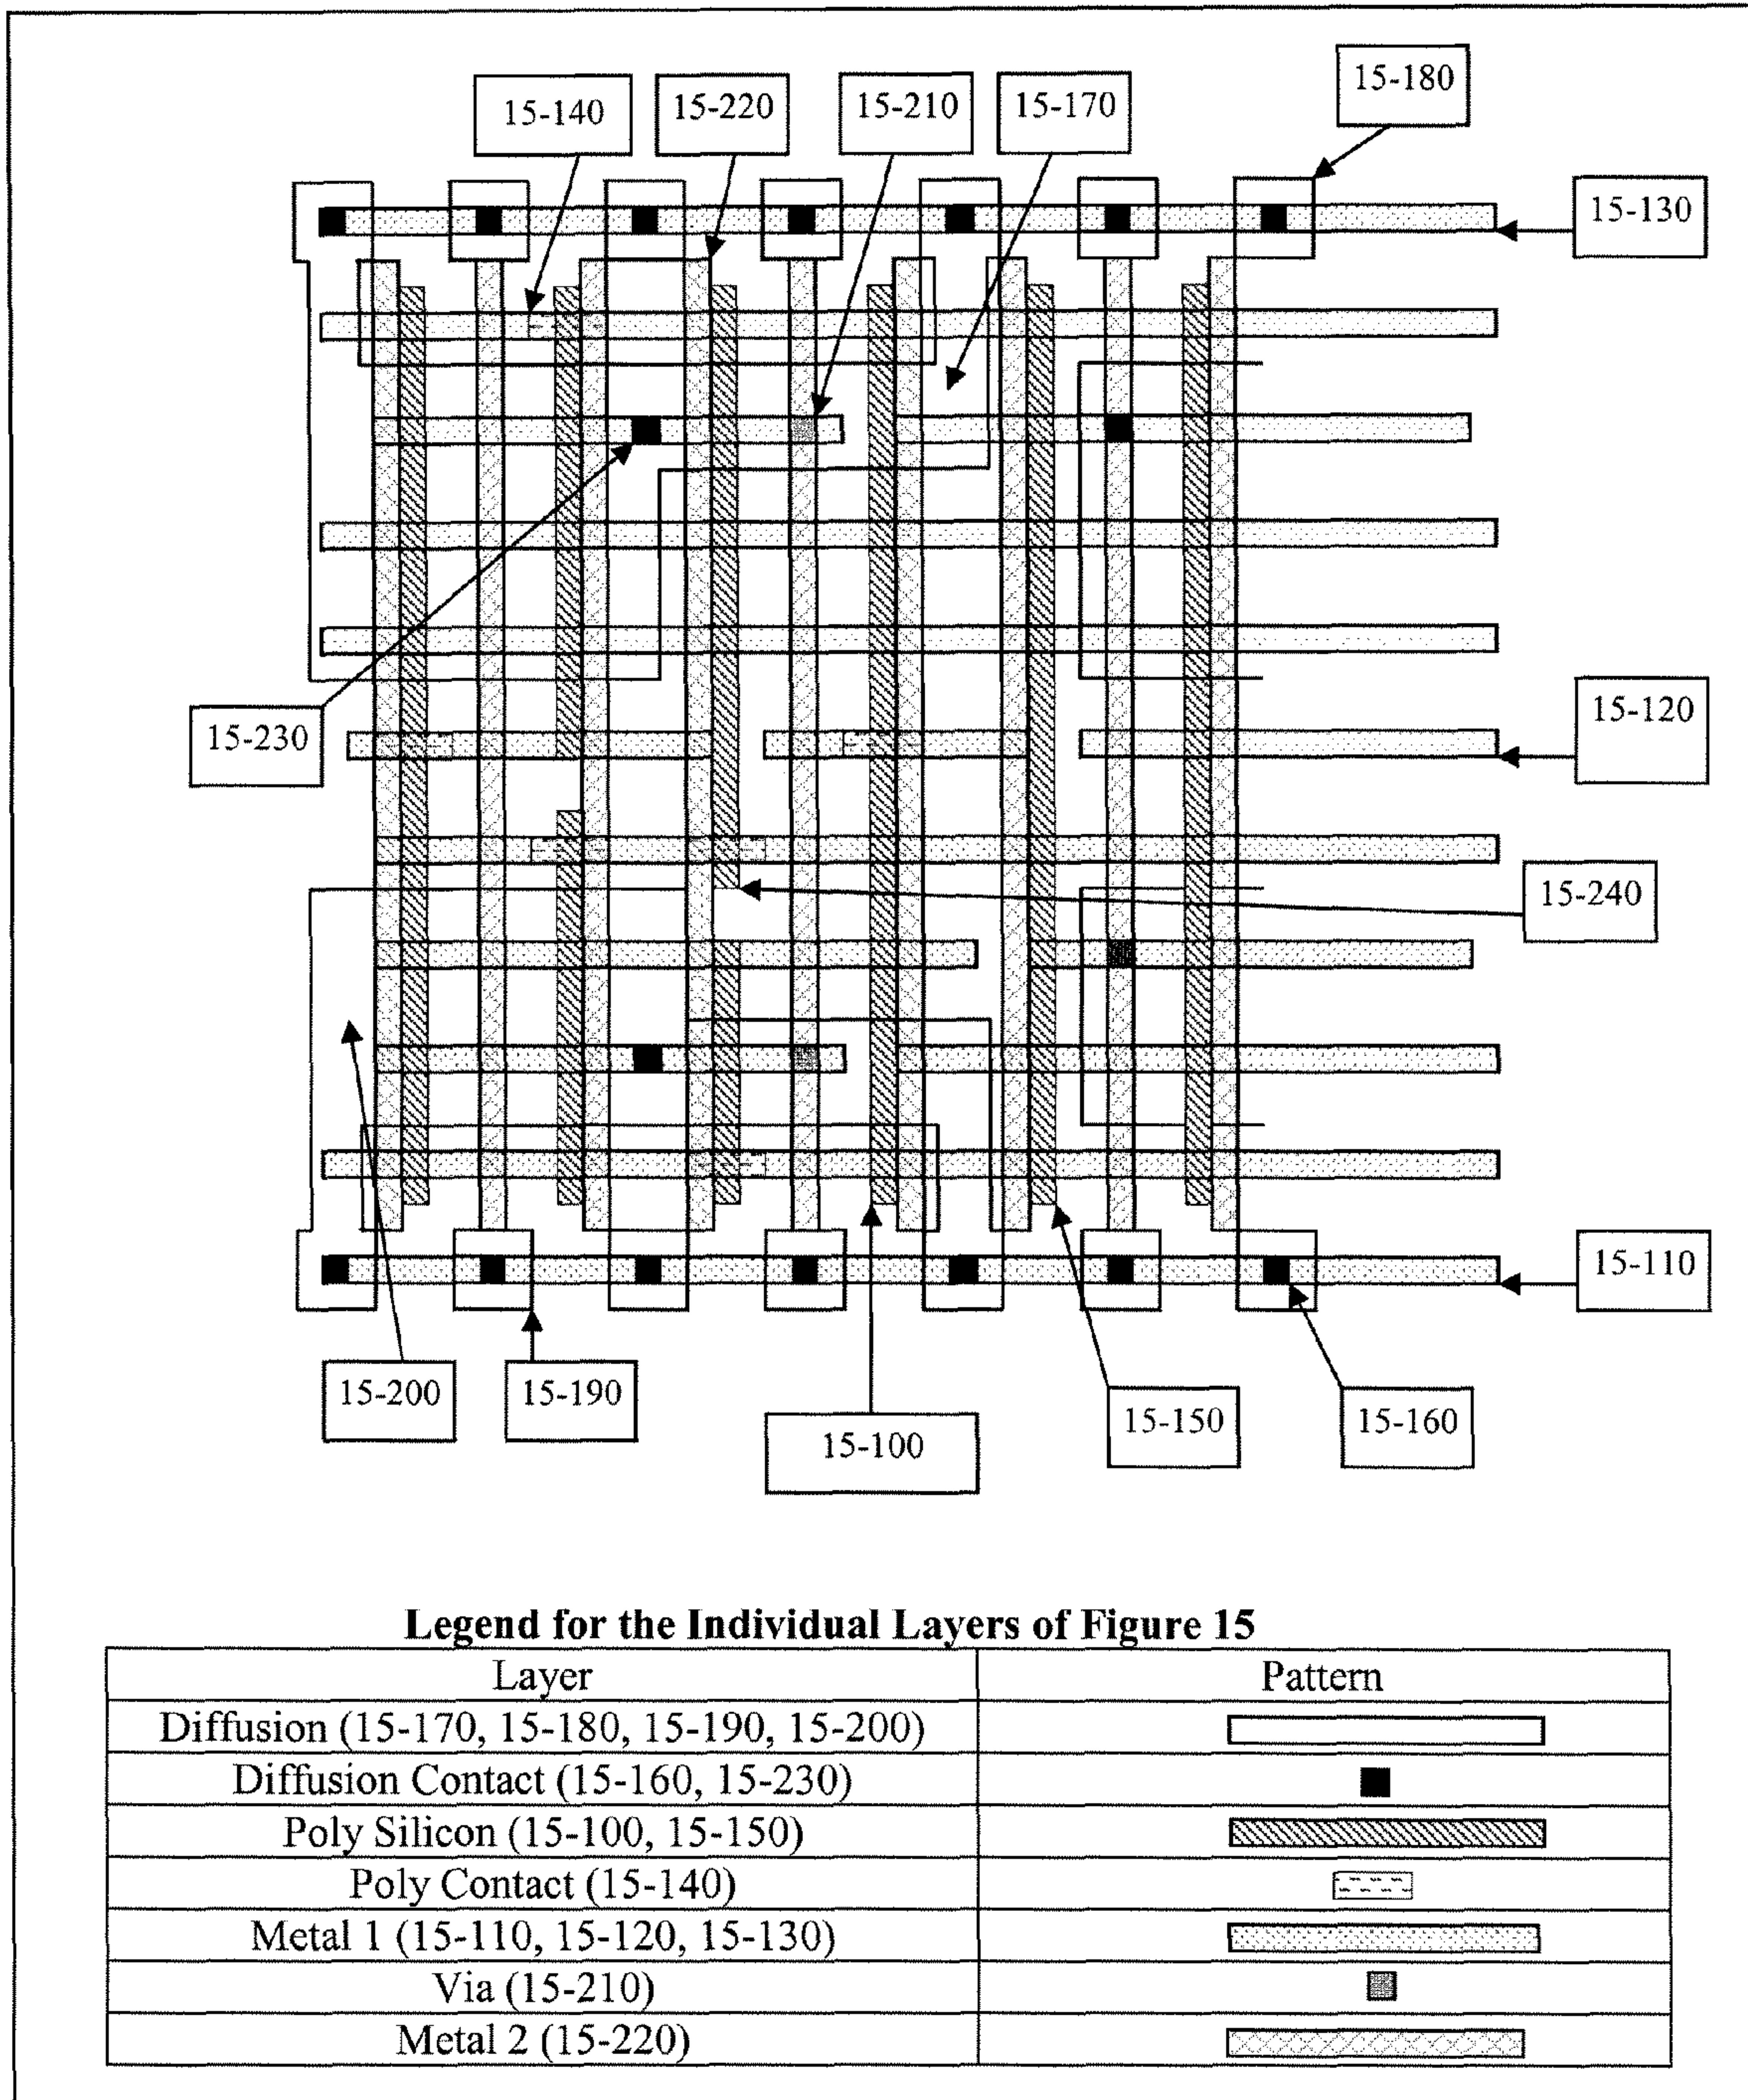 15-180
15-140
15-220
15-210
15-170
15-130
15-230
15-120
15-240
15-110
15-200
15-190
15-100
15-150
15-160
Legend for the Individual Layers of Figure 15
Layer Pattern
Diffusion (15-170, 15-180, 15-190, 15-200)
Diffusion Contact (15-160, 15-230)
Poly Silicon (15-100, 15-150)
Poly Contact (15-140)
Metal 1 (15-110, 15-120, 15-130)
Via (15-210)
Metal 2 (15-220)